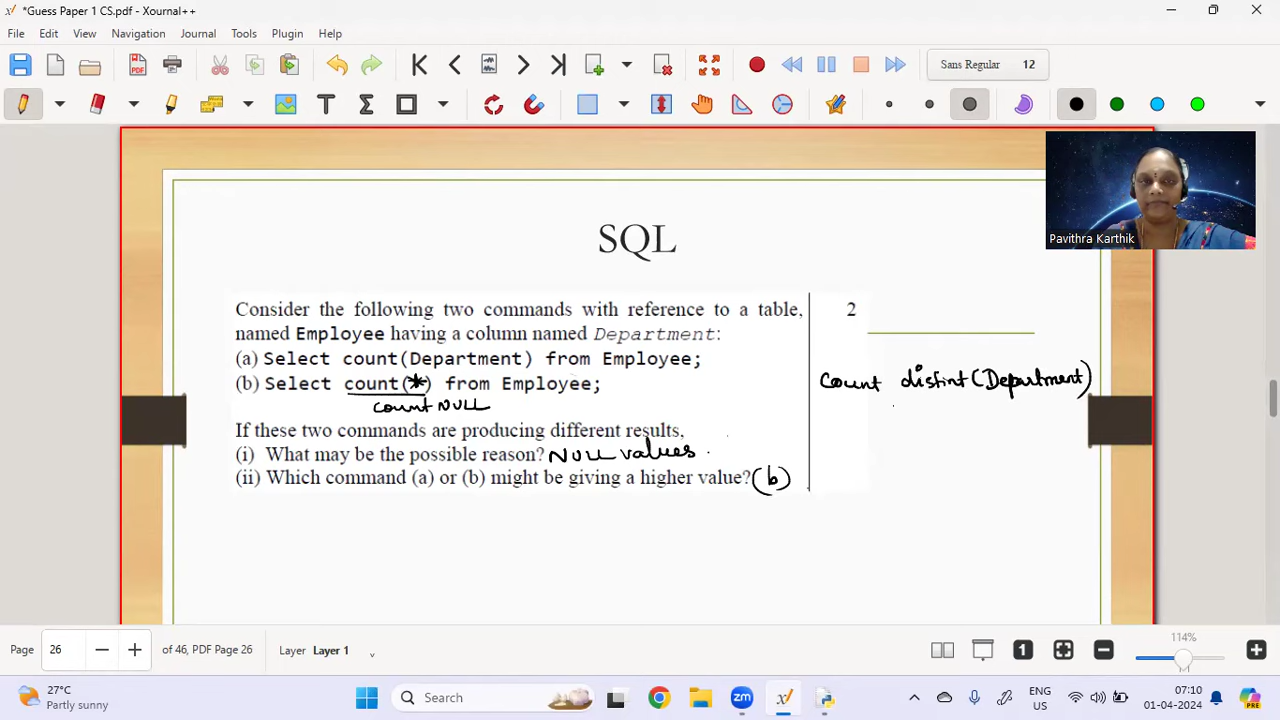 *Guess Paper 1 CS.pdf - Xournal++
File Edit View Navigation Journal Tools Plugin Help
Sans Regular 12
Pavithra Karthik
SQL
Consider the following two commands with reference to a table,
named Employee having a column named Department:
(a) Select count(Department) from Employee;
(b) Select count(*) from Employee;
count NULL
If these two commands are producing different results,
(i) What may be the possible reason? NULL values.
(ii) Which command (a) or (b) might be giving a higher value? (b)
2
count distint (Department)
Page 26 of 46, PDF Page 26 Layer Layer 1
114%
1
27°C
Partly sunny
Search
zm
PRE
ENG
IN
07:10
01-04-2024